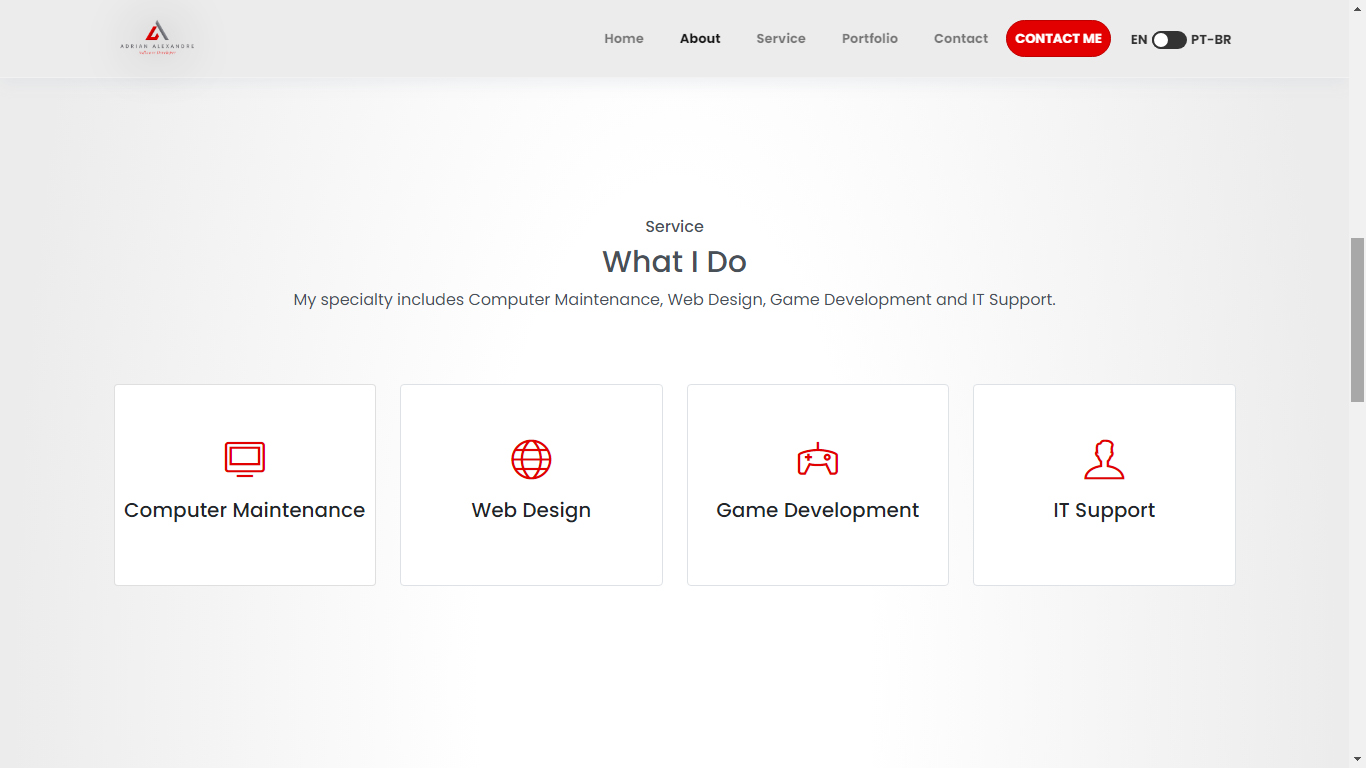 ADRIAN ALEXANDRE
Home
About
Service
Portfolio
Contact
CONTACT ME
EN
PT-BR
Service
What I Do
My specialty includes Computer Maintenance, Web Design, Game Development and IT Support.
Computer Maintenance
Web Design
Game Development
IT Support